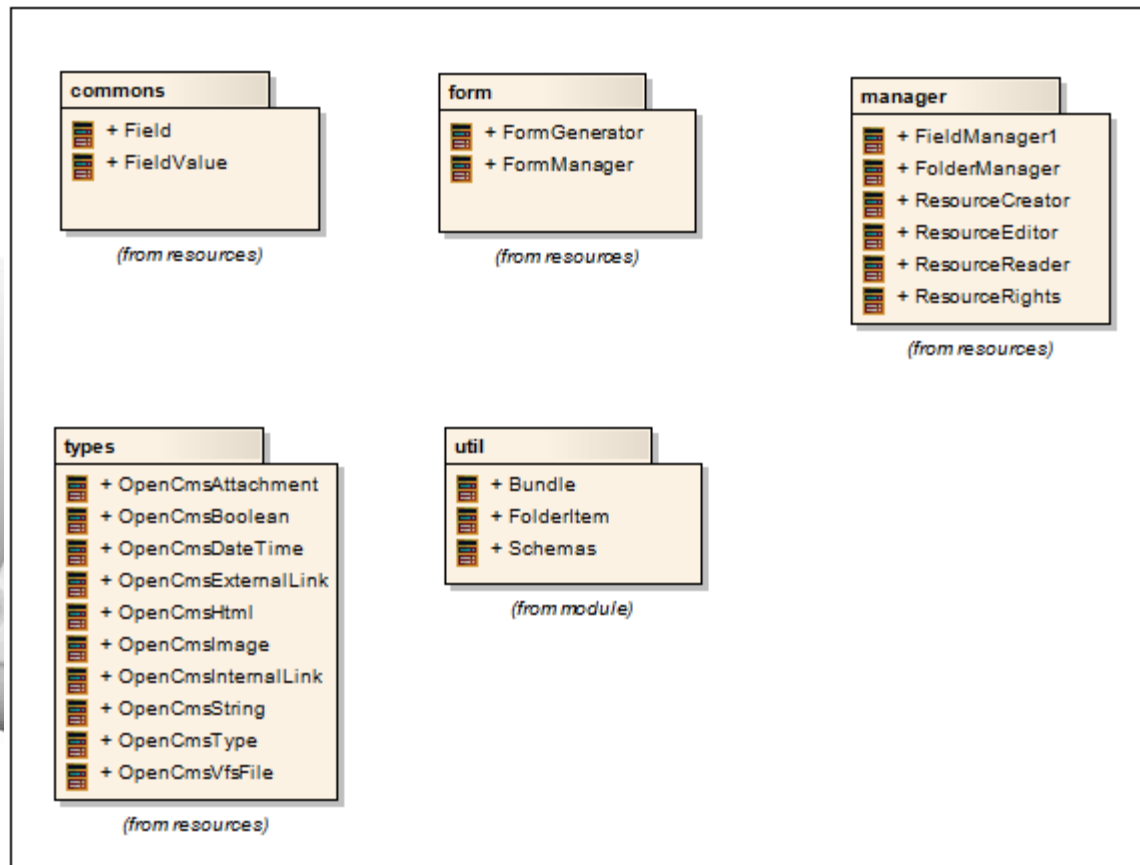 commons
+ Field
+ FieldValue
(from resources)
form
+ FormGenerator
+ FormManager
(from resources)
manager
+ FieldManager1
+ FolderManager
+ ResourceCreator
+ ResourceEditor
+ ResourceReader
+ ResourceRights
(from resources)
types
+ OpenCmsAttachment
+ OpenCmsBoolean
+ OpenCmsDateTime
+ OpenCmsExternalLink
+ OpenCmsHtml
+ OpenCmsImage
+ OpenCmsInternalLink
+ OpenCmsString
+ OpenCmsType
+ OpenCmsVfsFile
(from resources)
util
+ Bundle
+ FolderItem
+ Schemas
(from module)